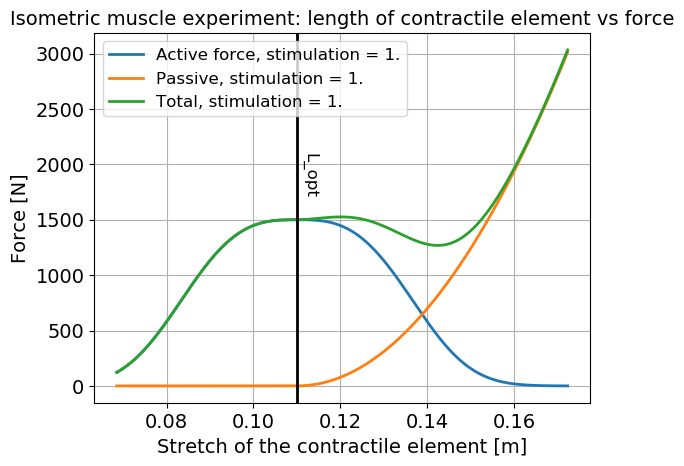 Isometric muscle experiment: length of contractile element vs force
3000
2500
2000
1500
1000
500
0
Force [N]
Active force, stimulation = 1.
Passive, stimulation = 1.
Total, stimulation = 1.
L_opt
0.08
0.10
0.12
0.14
0.16
Stretch of the contractile element [m]